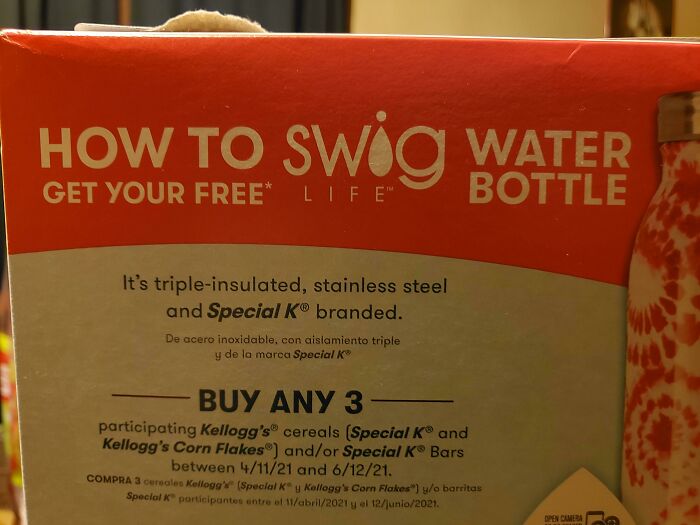 HOW TO SWiG WATER
GET YOUR FREE* LIFE™ BOTTLE
It's triple-insulated, stainless steel
and Special K® branded.
De acero inoxidable, con aislamiento triple
y de la marca Special K®
BUY ANY 3
participating Kellogg's® cereals (Special K® and
Kellogg's Corn Flakes®) and/or Special K® Bars
between 4/11/21 and 6/12/21.
COMPRA 3 cereales Kellogg's® (Special K® y Kellogg's Corn Flakes®) y/o barritas
Special K® participantes entre el 11/abril/2021 y el 12/junio/2021.
OPEN CAMERA